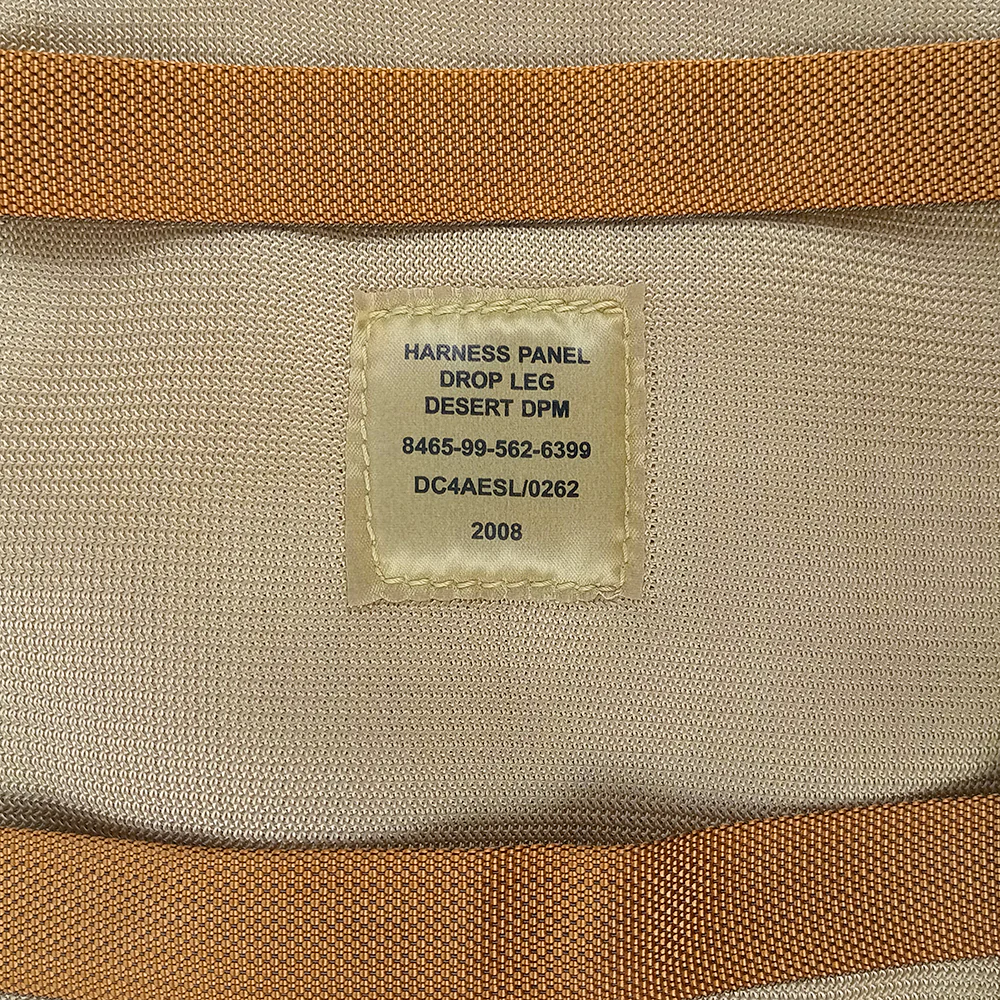 HARNESS PANEL
DROP LEG
DESERT DPM
8465-99-562-6399
DC4AESL/0262
2008